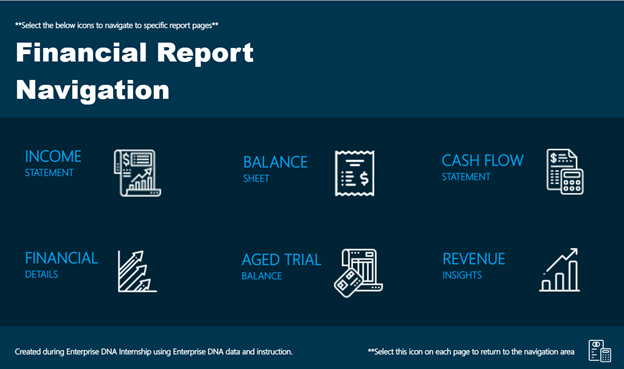 **Select the below icons to navigate to specific report pages**
Financial Report
Navigation
INCOME
STATEMENT
$
BALANCE
SHEET
$
CASH FLOW
STATEMENT
$
FINANCIAL
DETAILS
AGED TRIAL
BALANCE
REVENUE
INSIGHTS
Created during Enterprise DNA Internship using Enterprise DNA data and instruction.
**Select this icon on each page to return to the navigation area